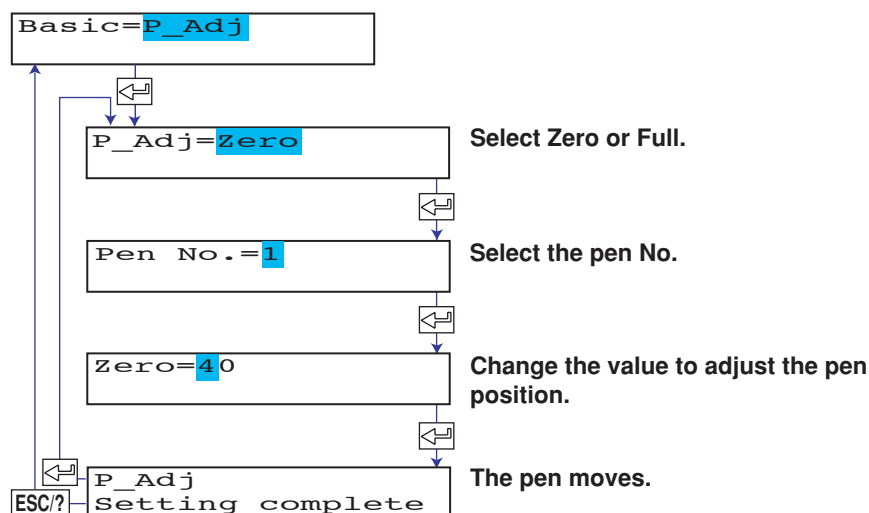 Basic=P_Adj
P_Adj=Zero
Select Zero or Full.
Pen No.=1
Select the pen No.
Zero=40
Change the value to adjust the pen
position.
P_Adj
The pen moves.
ESC/?
Setting complete